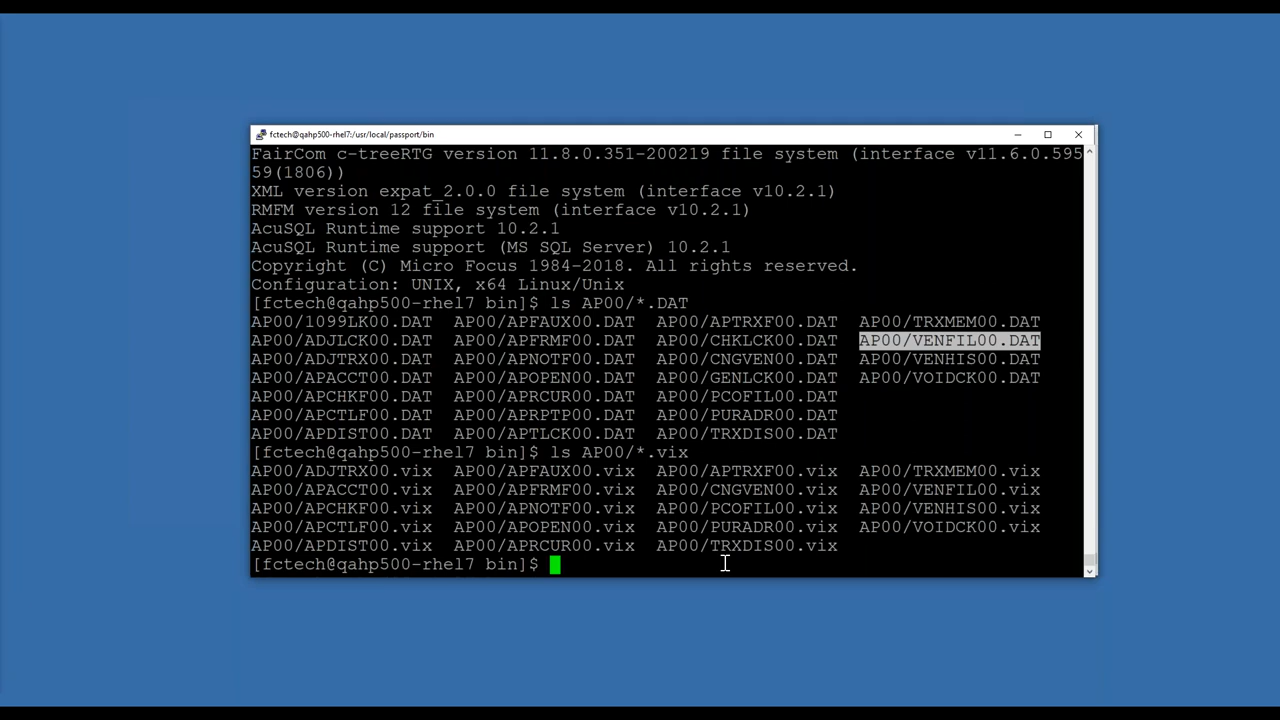 fctech@qahp500-rhel7:/usr/local/passport/bin
FairCom c-treeRTG version 11.8.0.351-200219 file system (interface v11.6.0.595
59(1806))
XML version expat_2.0.0 file system (interface v10.2.1)
RMFM version 12 file system (interface v10.2.1)
AcuSQL Runtime support 10.2.1
AcuSQL Runtime support (MS SQL Server) 10.2.1
Copyright (C) Micro Focus 1984-2018. All rights reserved.
Configuration: UNIX, x64 Linux/Unix
[fctech@qahp500-rhel7 bin]$ ls AP00/*.DAT
AP00/1099LK00.DAT  AP00/APFAUX00.DAT  AP00/APTRXF00.DAT  AP00/TRXMEM00.DAT
AP00/ADJLCK00.DAT  AP00/APFRMF00.DAT  AP00/CHKLCK00.DAT  AP00/VENFIL00.DAT
AP00/ADJTRX00.DAT  AP00/APNOTF00.DAT  AP00/CNGVEN00.DAT  AP00/VENHIS00.DAT
AP00/APACCT00.DAT  AP00/APOPEN00.DAT  AP00/GENLCK00.DAT  AP00/VOIDCK00.DAT
AP00/APCHKF00.DAT  AP00/APRCUR00.DAT  AP00/PCOFIL00.DAT
AP00/APCTLF00.DAT  AP00/APRPTP00.DAT  AP00/PURADR00.DAT
AP00/APDIST00.DAT  AP00/APTLCK00.DAT  AP00/TRXDIS00.DAT
[fctech@qahp500-rhel7 bin]$ ls AP00/*.vix
AP00/ADJTRX00.vix  AP00/APFAUX00.vix  AP00/APTRXF00.vix  AP00/TRXMEM00.vix
AP00/APACCT00.vix  AP00/APFRMF00.vix  AP00/CNGVEN00.vix  AP00/VENFIL00.vix
AP00/APCHKF00.vix  AP00/APNOTF00.vix  AP00/PCOFIL00.vix  AP00/VENHIS00.vix
AP00/APCTLF00.vix  AP00/APOPEN00.vix  AP00/PURADR00.vix  AP00/VOIDCK00.vix
AP00/APDIST00.vix  AP00/APRCUR00.vix  AP00/TRXDIS00.vix
[fctech@qahp500-rhel7 bin]$